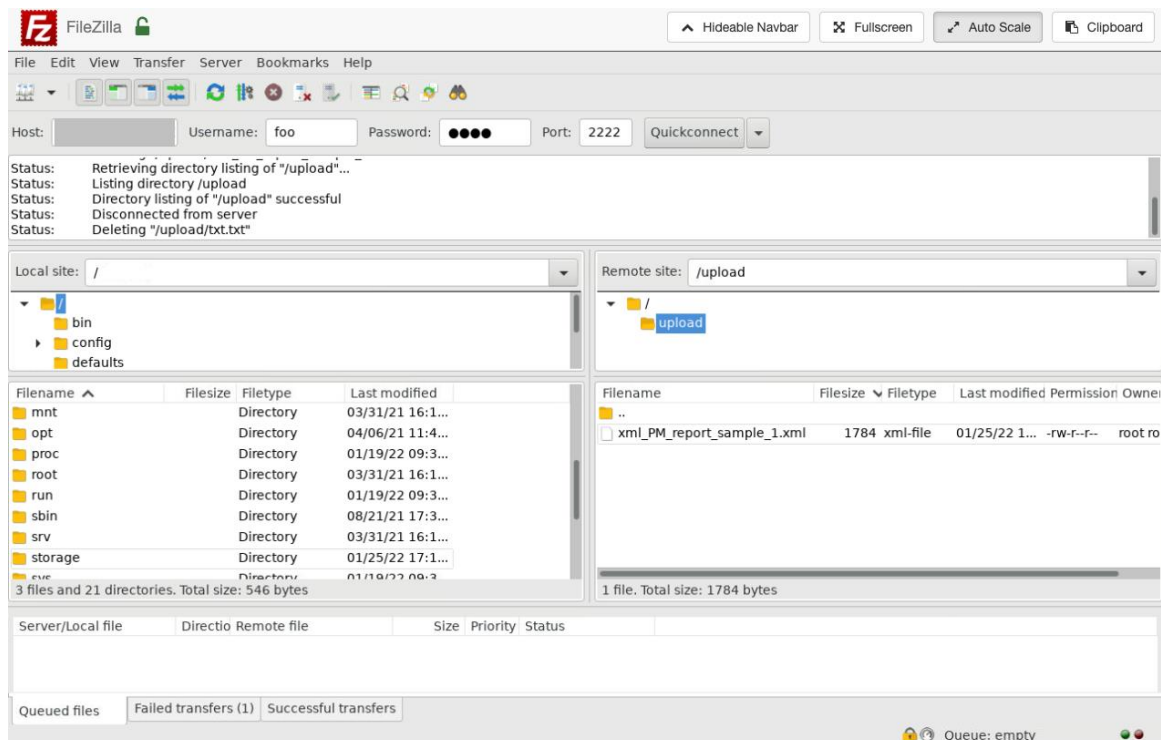 FileZilla
Hideable Navbar Fullscreen Auto Scale Clipboard
File Edit View Transfer Server Bookmarks Help
Host: Username: foo Password: ●●●● Port: 2222 Quickconnect
Status: Retrieving directory listing of "/upload"...
Status: Listing directory /upload
Status: Directory listing of "/upload" successful
Status: Disconnected from server
Status: Deleting "/upload/txt.txt"
Local site: /
/
bin
config
defaults
Remote site: /upload
/
upload
Filename Filesize Filetype Last modified
mnt Directory 03/31/21 16:1...
opt Directory 04/06/21 11:4...
proc Directory 01/19/22 09:3...
root Directory 03/31/21 16:1...
run Directory 01/19/22 09:3...
sbin Directory 08/21/21 17:3...
srv Directory 03/31/21 16:1...
storage Directory 01/25/22 17:1...
sys Directory 01/19/22 09:3
3 files and 21 directories. Total size: 546 bytes
Filename Filesize Filetype Last modified Permission Owner
..
xml_PM_report_sample_1.xml 1784 xml-file 01/25/22 1... -rw-r--r-- root ro
1 file. Total size: 1784 bytes
Server/Local file Directio Remote file Size Priority Status
Queued files Failed transfers (1) Successful transfers
Queue: empty